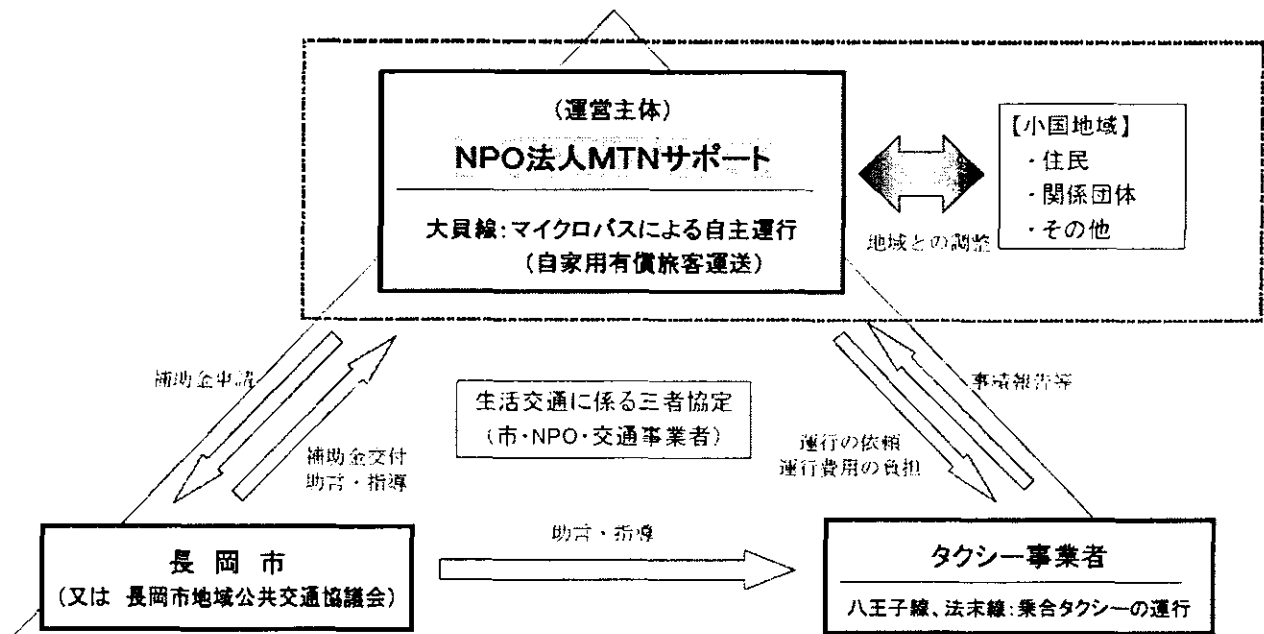 (運営主体)
NPO法人MTNサポート
大貝線:マイクロバスによる自主運行
(自家用有償旅客運送)
【小国地域】
・住民
・関係団体
・その他
地域との調整
補助金申請
補助金交付
助言・指導
生活交通に係る三者協定
(市・NPO・交通事業者)
事績報告等
運行の依頼
運行費用の負担
長岡市
(又は 長岡市地域公共交通協議会)
助言・指導
タクシー事業者
八王子線、法末線:乗合タクシーの運行